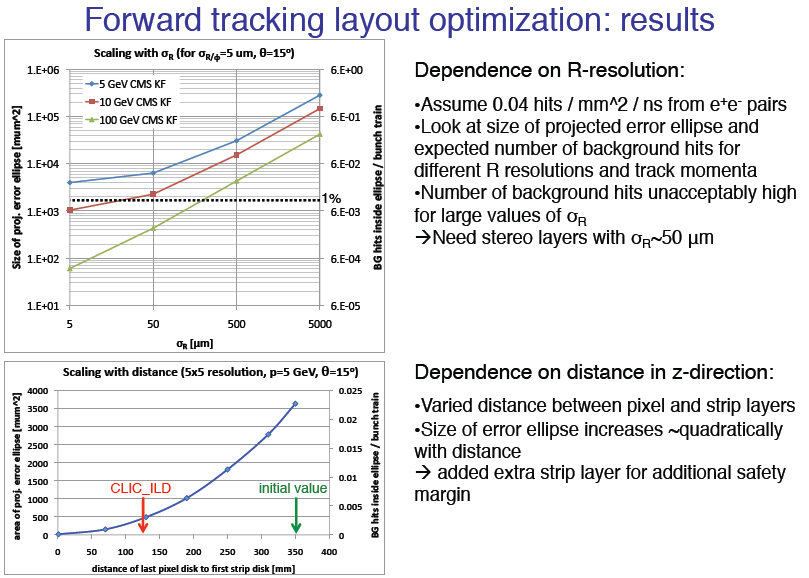 Forward tracking layout optimization: results
Scaling with σR (for σR/ϕ=5 um, θ=15º)
1.E+06
1.E+05
1.E+04
1.E+03
1.E+02
1.E+01
Size of proj. error ellipse [mum^2]
5 GeV CMS KF
10 GeV CMS KF
100 GeV CMS KF
1%
6.E+00
6.E-01
6.E-02
6.E-03
6.E-04
6.E-05
BG hits inside ellipse / bunch train
5 50 500 5000
σR [µm]
Dependence on R-resolution:
•Assume 0.04 hits / mm^2 / ns from e+e- pairs
•Look at size of projected error ellipse and
expected number of background hits for
different R resolutions and track momenta
•Number of background hits unacceptably high
for large values of σR
→Need stereo layers with σR~50 µm
Scaling with distance (5x5 resolution, p=5 GeV, θ=15º)
4000
3500
3000
2500
2000
1500
1000
500
0
area of proj. error ellipse [mum^2]
CLIC_ILD
initial value
0.025
0.02
0.015
0.01
0.005
0
BG hits inside ellipse / bunch train
0 50 100 150 200 250 300 350 400
distance of last pixel disk to first strip disk [mm]
Dependence on distance in z-direction:
•Varied distance between pixel and strip layers
•Size of error ellipse increases ~quadratically
with distance
→ added extra strip layer for additional safety
margin